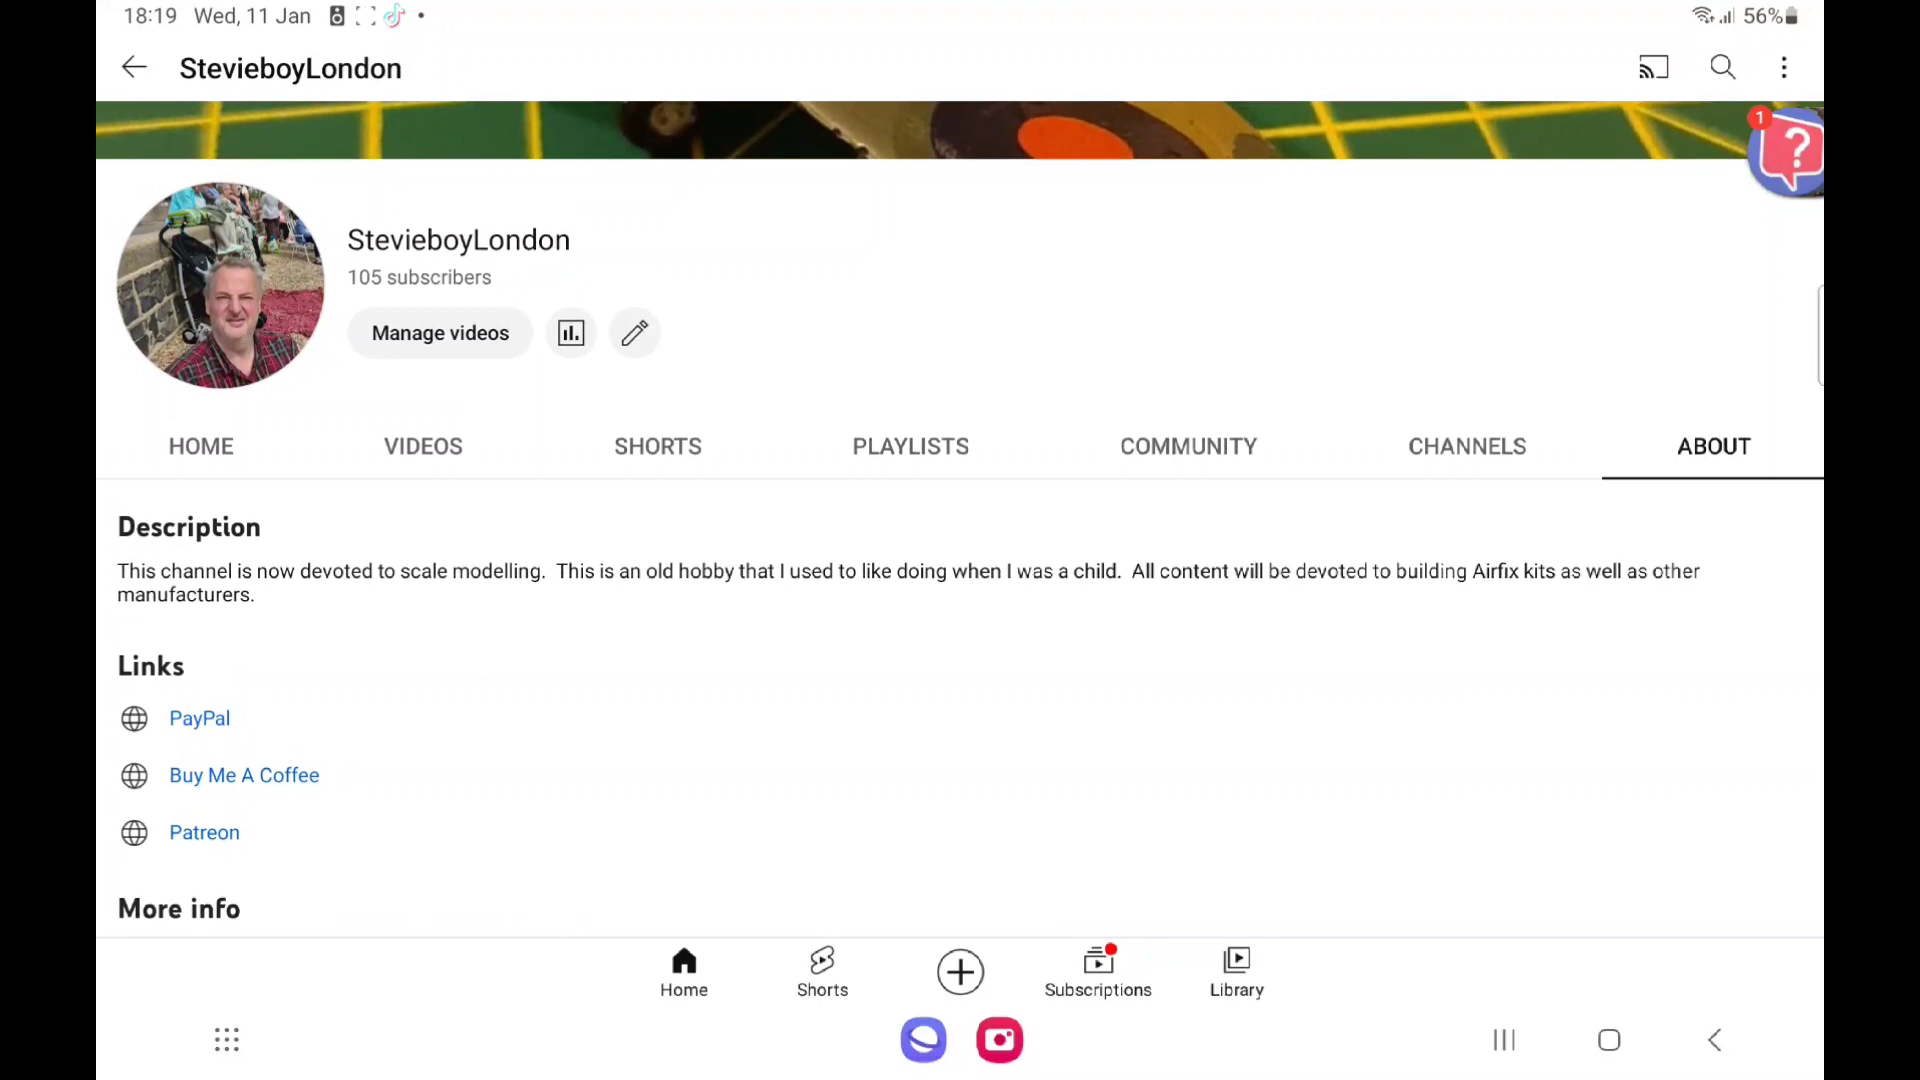 18:19 Wed, 11 Jan 56%
StevieboyLondon
1
?
StevieboyLondon
105 subscribers
Manage videos
HOME VIDEOS SHORTS PLAYLISTS COMMUNITY CHANNELS ABOUT
Description
This channel is now devoted to scale modelling. This is an old hobby that I used to like doing when I was a child. All content will be devoted to building Airfix kits as well as other
manufacturers.
Links
PayPal
Buy Me A Coffee
Patreon
More info
Home Shorts Subscriptions Library